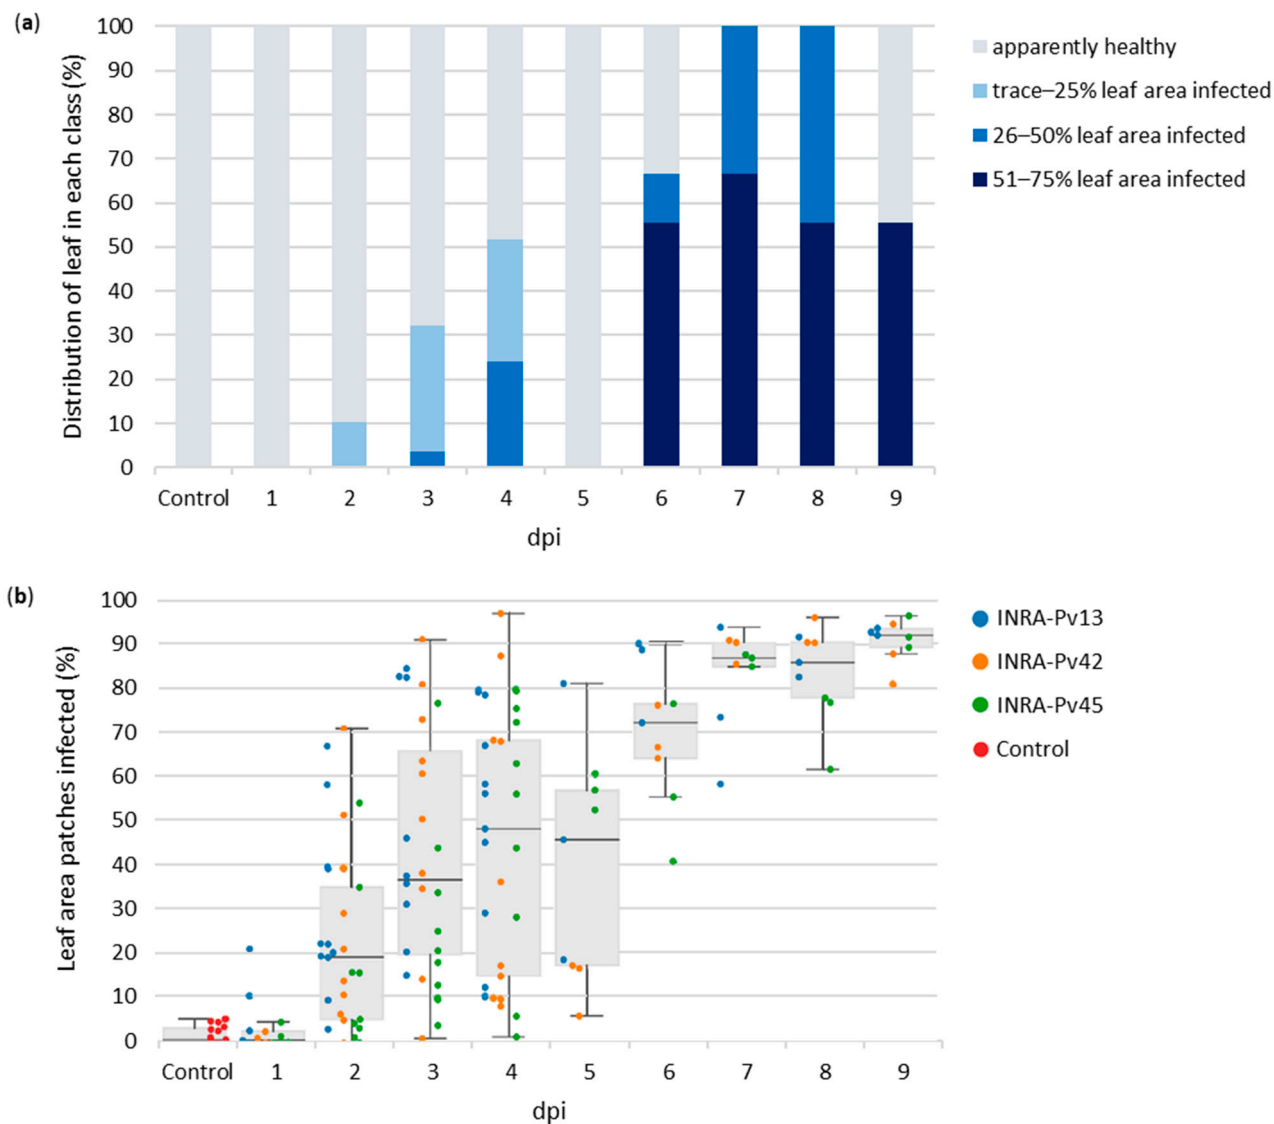 (a)
Distribution of leaf in each class (%)
100
90
80
70
60
50
40
30
20
10
0
Control 1 2 3 4 5 6 7 8 9
dpi
apparently healthy
trace–25% leaf area infected
26–50% leaf area infected
51–75% leaf area infected
(b)
Leaf area patches infected (%)
100
90
80
70
60
50
40
30
20
10
0
Control 1 2 3 4 5 6 7 8 9
dpi
INRA-Pv13
INRA-Pv42
INRA-Pv45
Control